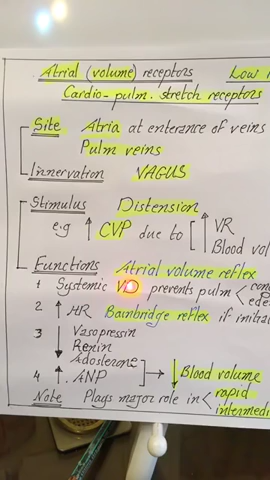 Atrial (volume) receptors Low
Cardio-pulm. stretch receptors
Site Atria at enterance of veins
Pulm veins
Innervation VAGUS
Stimulus Distension
e.g ↑ CVP due to [ ↑ VR
Blood vol
Functions Atrial volume reflex
1 Systemic prevents pulm <
2 ↑ HR Bainbridge reflex if initia
3 ↓ Vasopressin
Renin
Adosterone
4 ↑ . ANP → ↓ Blood volume
Note Plays major role in < rapid
intermedi